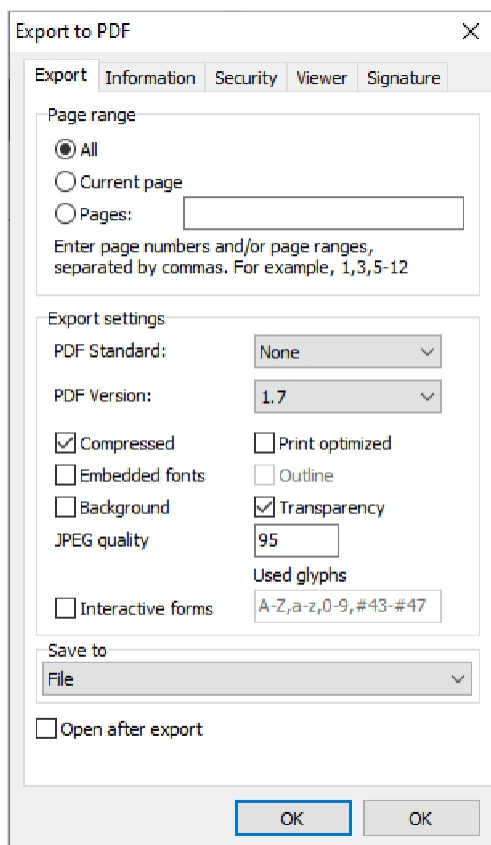 Export to PDF
Export Information Security Viewer Signature
Page range
All
Current page
Pages:
Enter page numbers and/or page ranges,
separated by commas. For example, 1,3,5-12
Export settings
PDF Standard: None
PDF Version: 1.7
Compressed Print optimized
Embedded fonts Outline
Background Transparency
JPEG quality 95
Used glyphs
Interactive forms A-Z,a-z,0-9,#43-#47
Save to
File
Open after export
OK OK